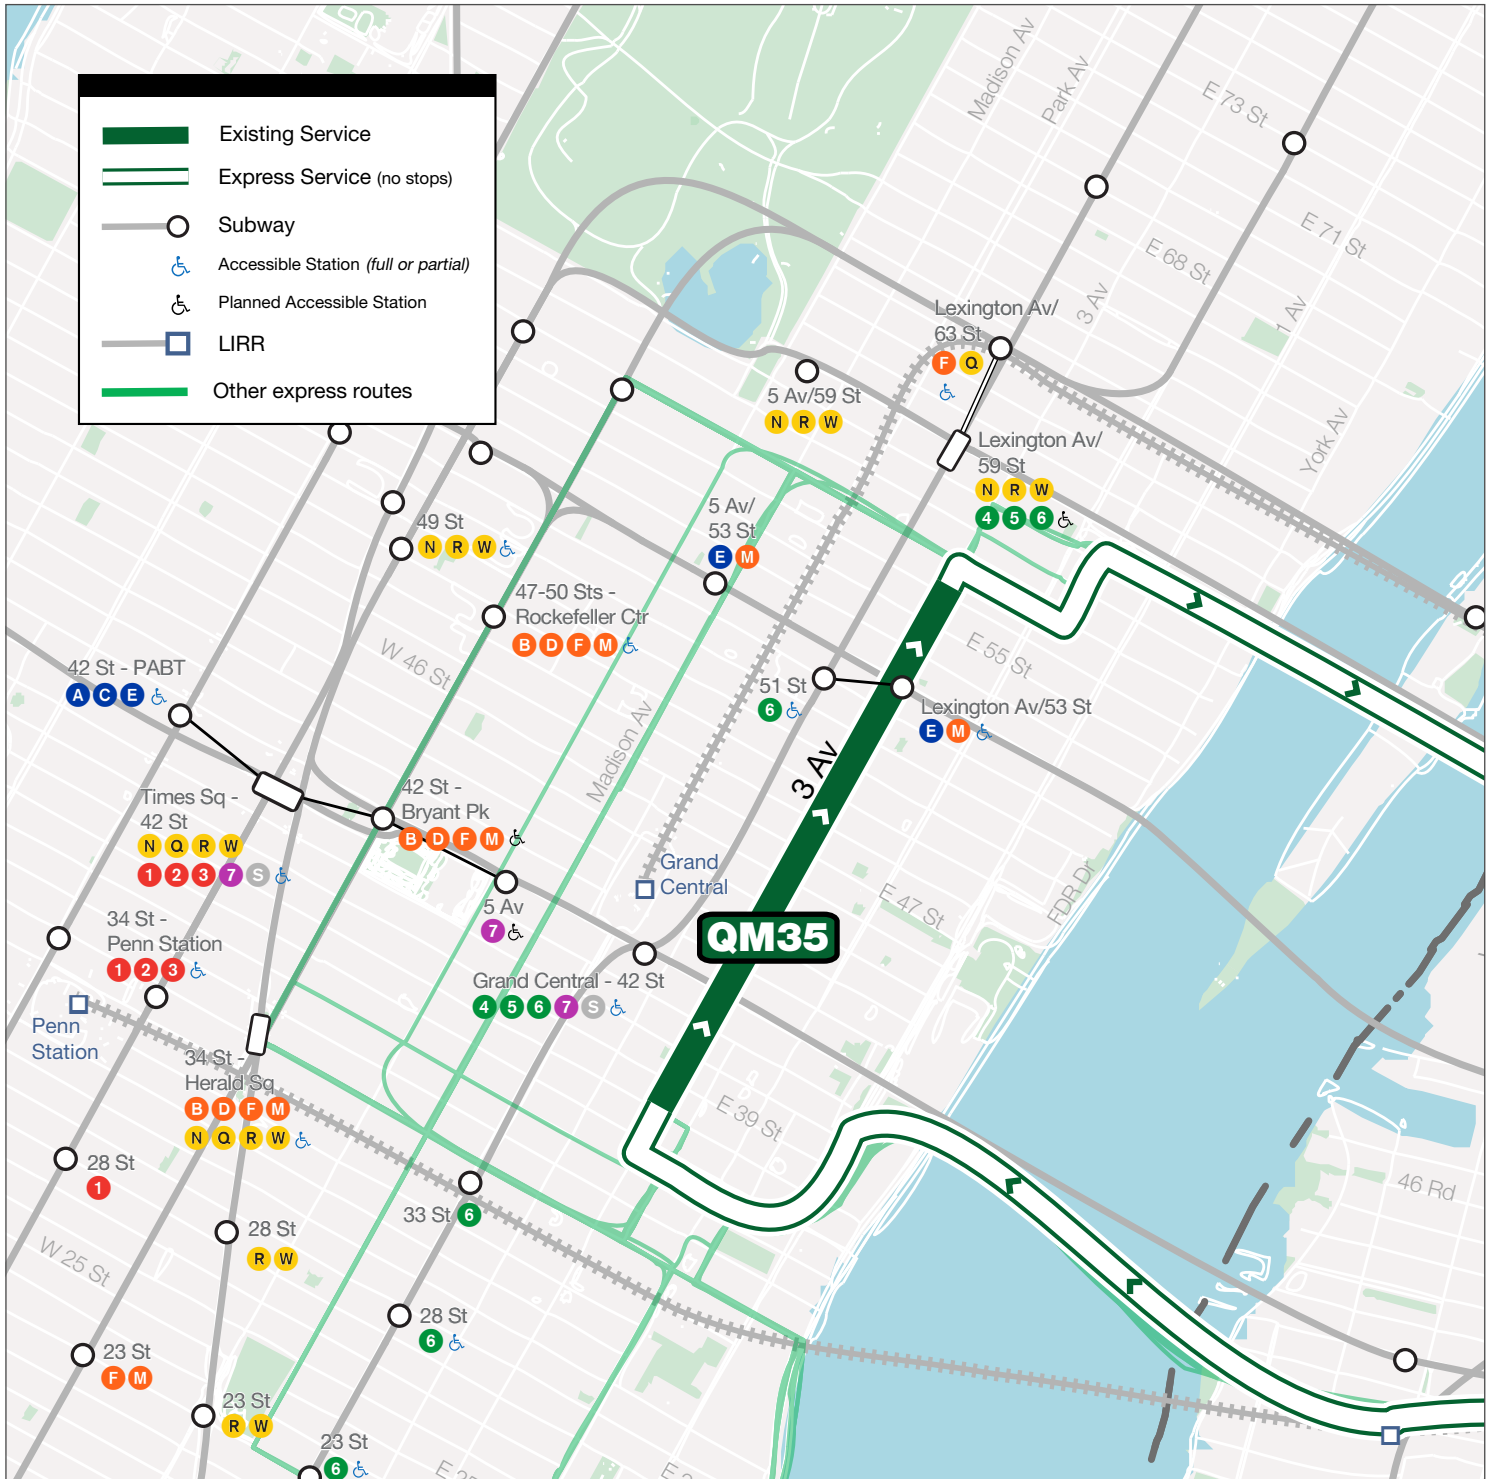 Existing Service
Express Service (no stops)
Subway
Accessible Station (full or partial)
Planned Accessible Station
LIRR
Other express routes
Madison Av
Park Av
E 73 St
E 71 St
E 68 St
3 Av
1 Av
York Av
Lexington Av/
63 St
F Q
5 Av/59 St
N R W
Lexington Av/
59 St
N R W
4 5 6
5 Av/
53 St
E M
49 St
N R W
47-50 Sts -
Rockefeller Ctr
B D F M
W 46 St
E 55 St
42 St - PABT
A C E
51 St
6
Lexington Av/53 St
E M
Madison Av
3 Av
Times Sq -
42 St
N Q R W
1 2 3 7 S
42 St -
Bryant Pk
B D F M
Grand
Central
5 Av
7
E 47 St
FDR Dr
QM35
34 St -
Penn Station
1 2 3
Grand Central - 42 St
4 5 6 7 S
Penn
Station
34 St -
Herald Sq
B D F M
N Q R W
E 39 St
28 St
1
46 Rd
33 St 6
28 St
R W
W 25 St
28 St
6
23 St
F M
23 St
R W
23 St
6